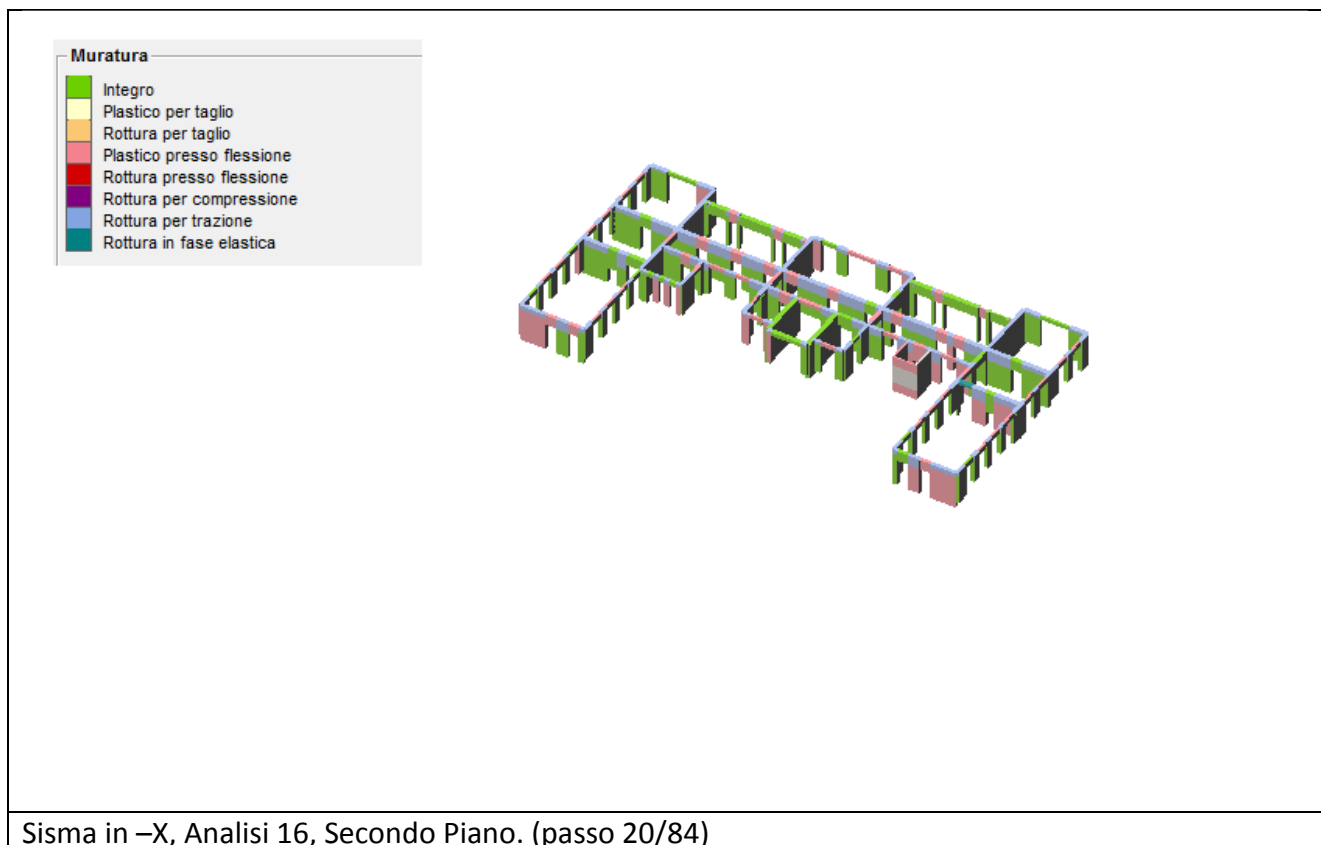 Muratura
Integro
Plastico per taglio
Rottura per taglio
Plastico presso flessione
Rottura presso flessione
Rottura per compressione
Rottura per trazione
Rottura in fase elastica
Sisma in –X, Analisi 16, Secondo Piano. (passo 20/84)